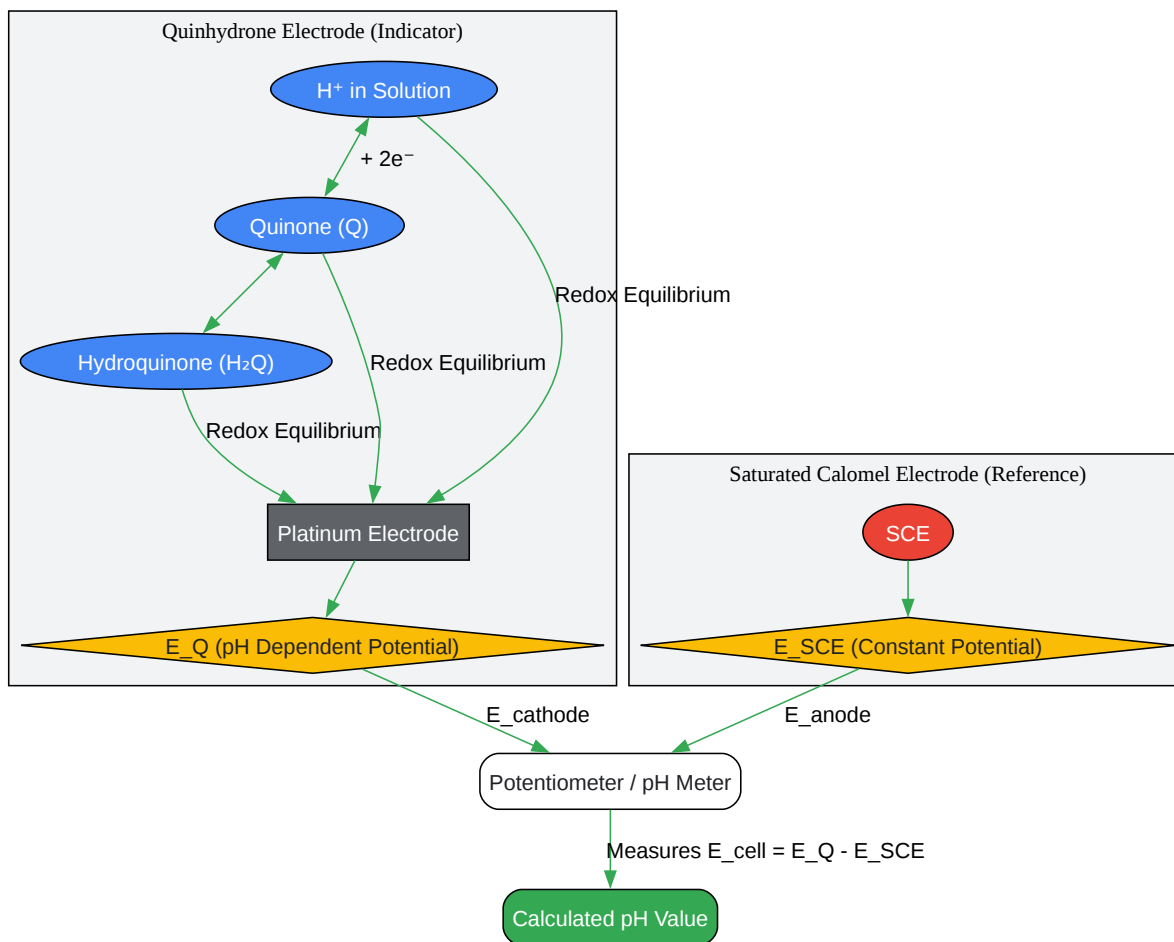 Quinhydrone Electrode (Indicator)
H⁺ in Solution
+ 2e⁻
Quinone (Q)
Redox Equilibrium
Hydroquinone (H₂Q)
Redox Equilibrium
Redox Equilibrium
Platinum Electrode
E_Q (pH Dependent Potential)
Saturated Calomel Electrode (Reference)
SCE
E_SCE (Constant Potential)
E_cathode
E_anode
Potentiometer / pH Meter
Measures E_cell = E_Q - E_SCE
Calculated pH Value